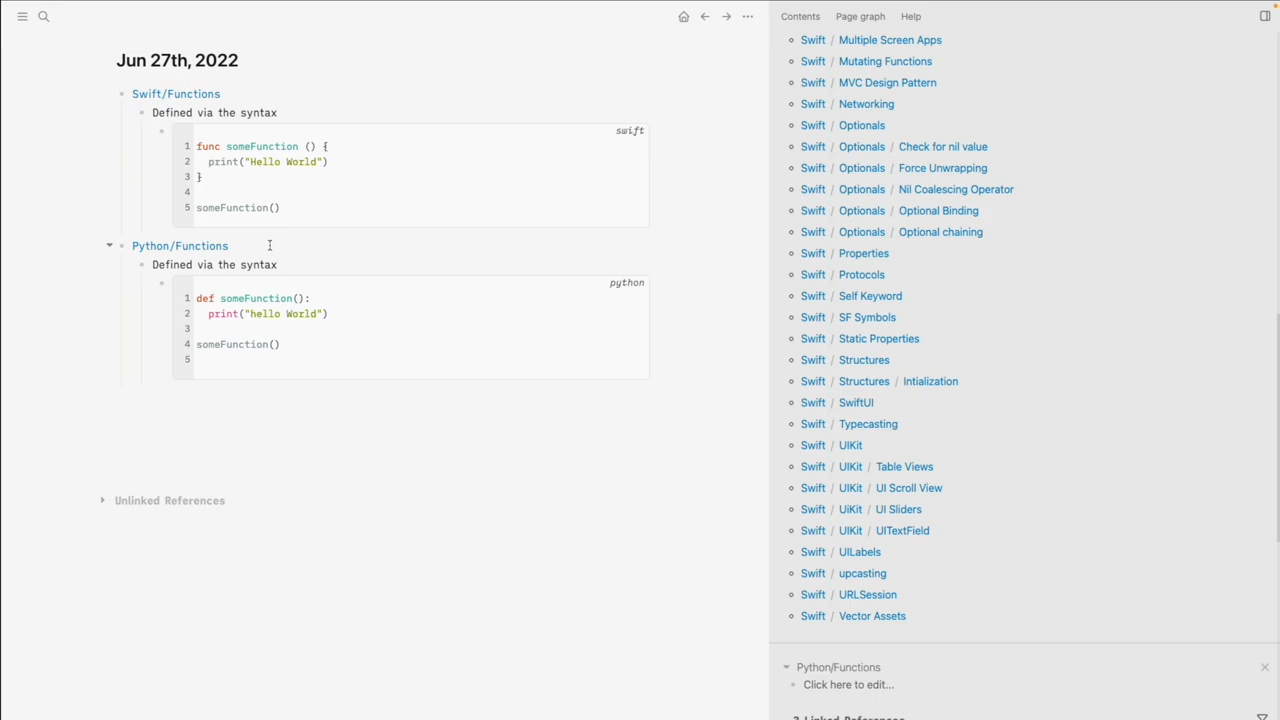 Jun 27th, 2022
Swift/Functions
Defined via the syntax
swift
1 func someFunction () {
2 print("Hello World")
3 }
4
5 someFunction()
Python/Functions
Defined via the syntax
python
1 def someFunction():
2 print("hello World")
3
4 someFunction()
5
Unlinked References
Contents Page graph Help
Swift / Multiple Screen Apps
Swift / Mutating Functions
Swift / MVC Design Pattern
Swift / Networking
Swift / Optionals
Swift / Optionals / Check for nil value
Swift / Optionals / Force Unwrapping
Swift / Optionals / Nil Coalescing Operator
Swift / Optionals / Optional Binding
Swift / Optionals / Optional chaining
Swift / Properties
Swift / Protocols
Swift / Self Keyword
Swift / SF Symbols
Swift / Static Properties
Swift / Structures
Swift / Structures / Intialization
Swift / SwiftUI
Swift / Typecasting
Swift / UIKit
Swift / UIKit / Table Views
Swift / UIKit / UI Scroll View
Swift / UiKit / UI Sliders
Swift / UIKit / UITextField
Swift / UILabels
Swift / upcasting
Swift / URLSession
Swift / Vector Assets
Python/Functions
Click here to edit...
Linked References